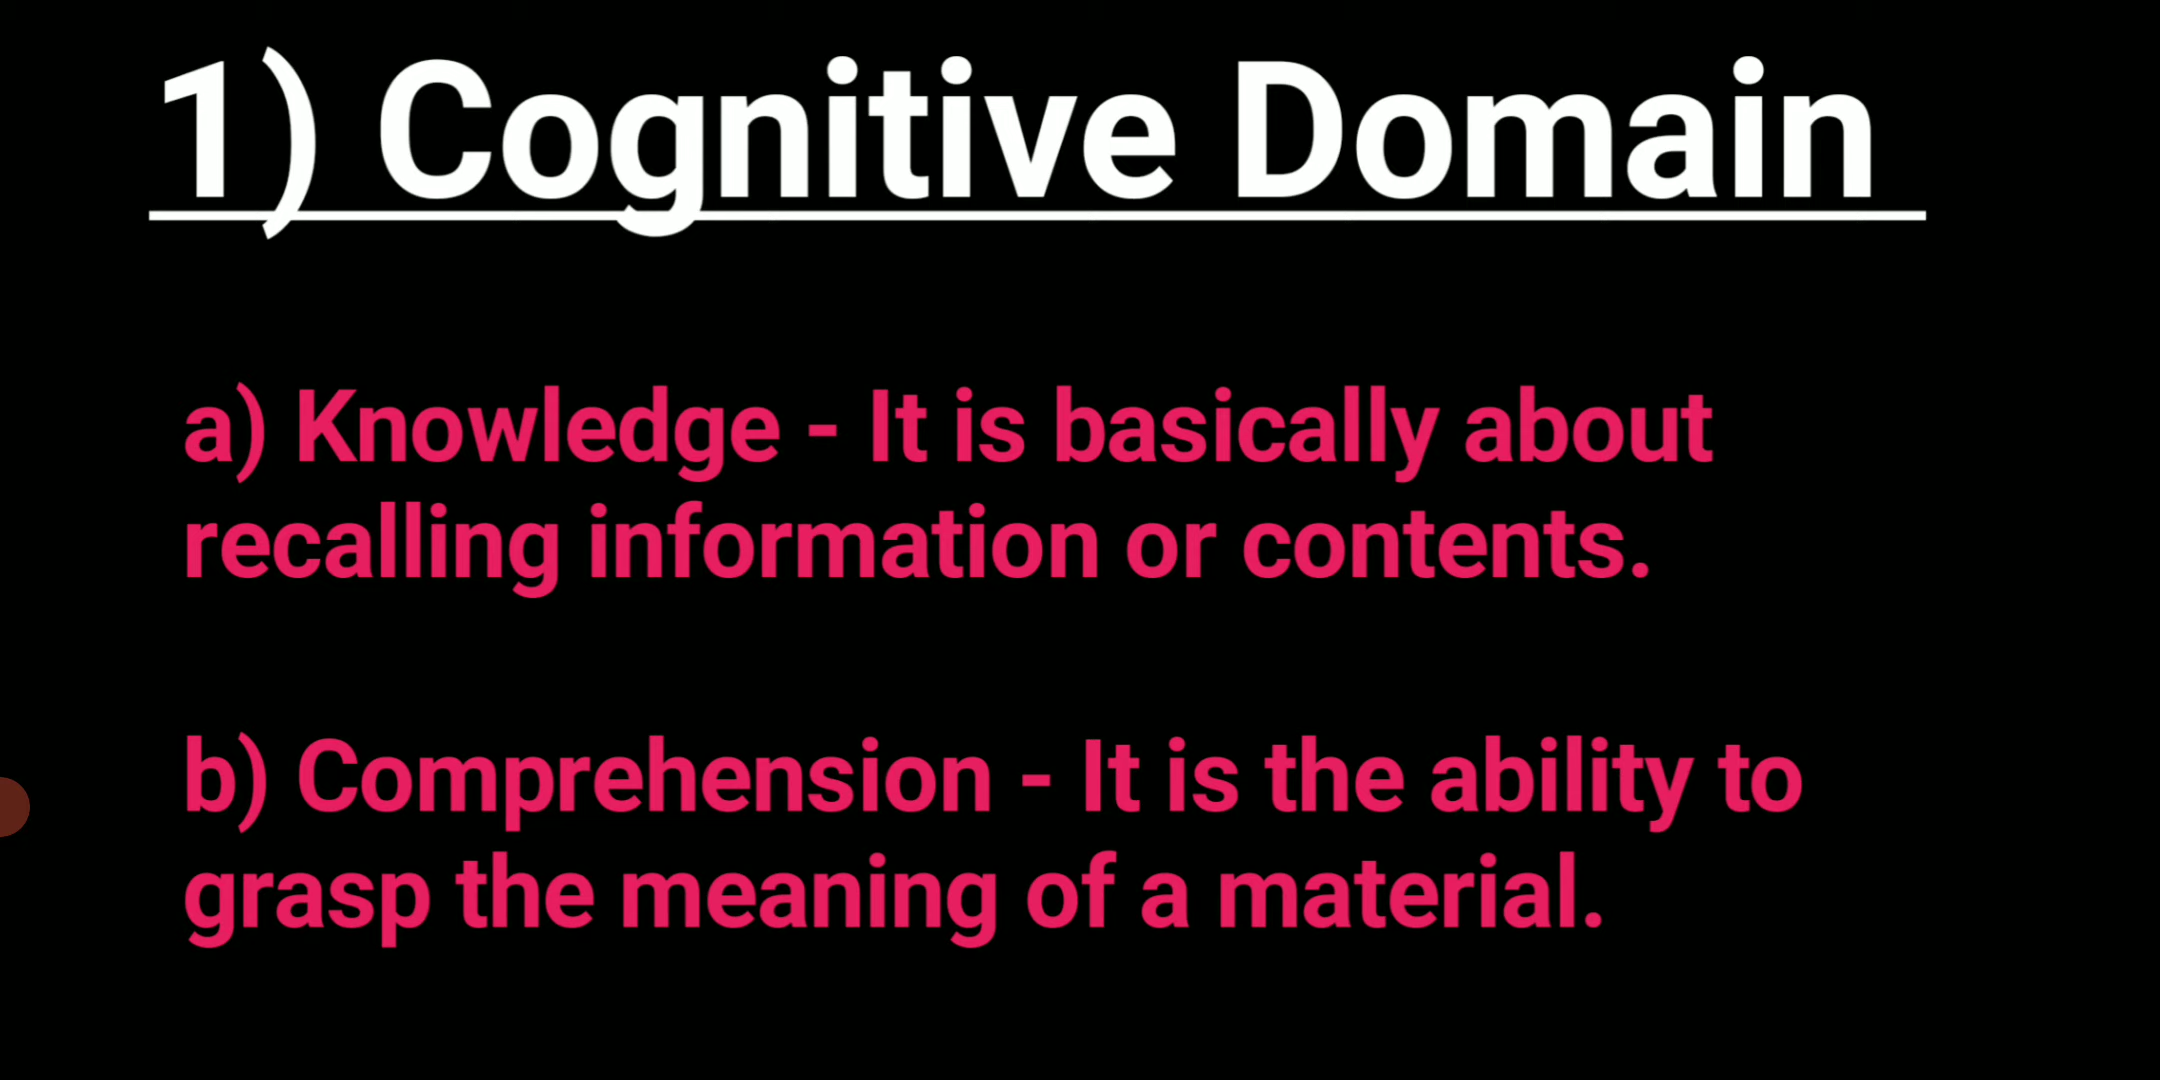 1) Cognitive Domain
a) Knowledge - It is basically about
recalling information or contents.
b) Comprehension - It is the ability to
grasp the meaning of a material.